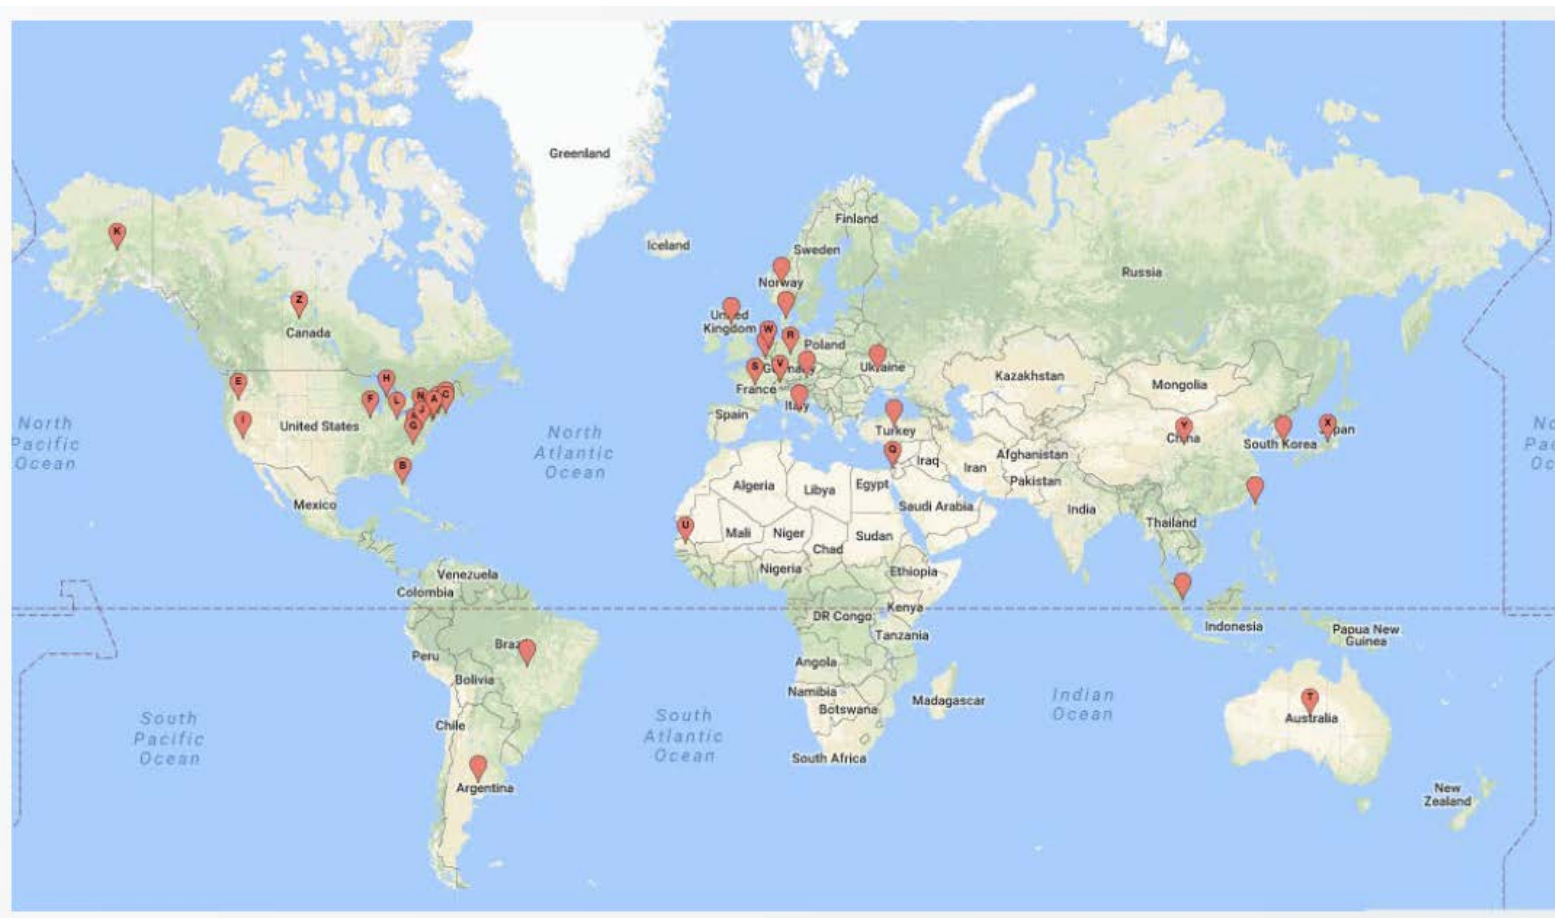 Greenland
Finland
Iceland
Sweden
Russia
K
Norway
Z
Canada
United
Kingdom
W
R
Poland
S
Germany
V
Ukraine
France
Kazakhstan
Mongolia
E
H
F
L
N
A
C
J
G
I
United States
Italy
Spain
Turkey
Y
China
South Korea
X
Japan
North
Pacific
Ocean
North
Atlantic
Ocean
B
Q
Iraq
Iran
Afghanistan
Pakistan
Mexico
Algeria
Libya
Egypt
Saudi Arabia
India
U
Mali
Niger
Chad
Sudan
Thailand
Nigeria
Ethiopia
Venezuela
Colombia
DR Congo
Kenya
Tanzania
Indonesia
Papua New
Guinea
Brazil
Peru
Bolivia
Angola
Namibia
Botswana
Madagascar
Indian
Ocean
T
Australia
South
Pacific
Ocean
Chile
South
Atlantic
Ocean
South Africa
Argentina
New
Zealand